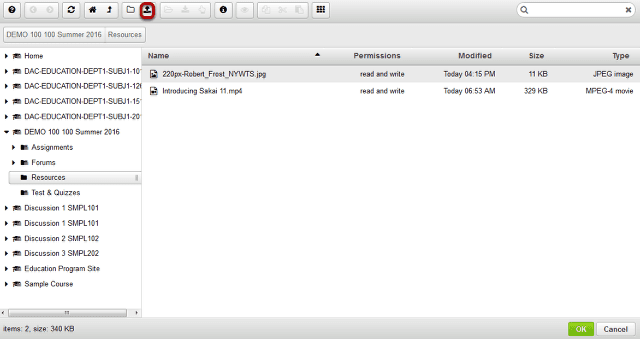 DEMO 100 100 Summer 2016 Resources
Name Permissions Modified Size Type
Home
220px-Robert_Frost_NYWTS.jpg read and write Today 04:15 PM 11 KB JPEG image
DAC-EDUCATION-DEPT1-SUBJ1-10
Introducing Sakai 11.mp4 read and write Today 06:53 AM 329 KB MPEG-4 movie
DAC-EDUCATION-DEPT1-SUBJ1-126
DAC-EDUCATION-DEPT1-SUBJ1-151
DAC-EDUCATION-DEPT1-SUBJ1-201
DEMO 100 100 Summer 2016
Assignments
Forums
Resources
Test & Quizzes
Discussion 1 SMPL101
Discussion 1 SMPL101
Discussion 2 SMPL102
Discussion 3 SMPL202
Education Program Site
Sample Course
items: 2, size: 340 KB OK Cancel